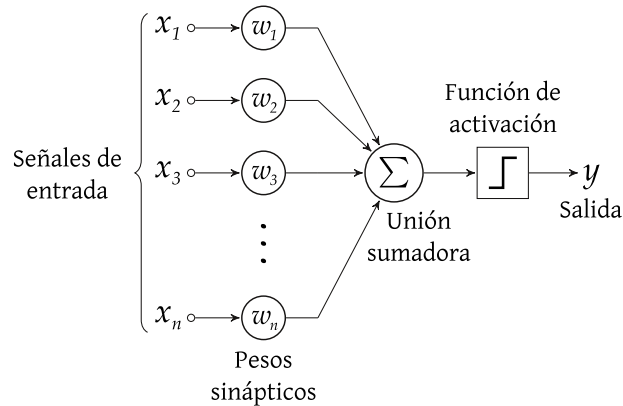 x1
w1
x2
w2
Función de
activación
Señales de
entrada
x3
w3
Σ
y
Salida
Unión
sumadora
xn
wn
Pesos
sinápticos